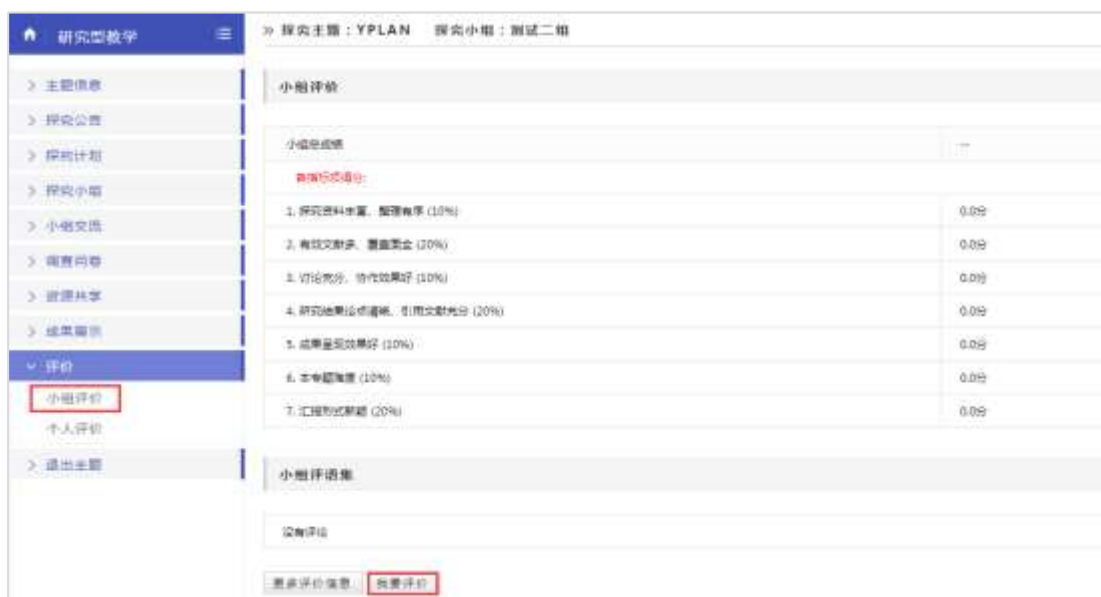 研究型教学
» 探究主题：YPLAN 探究小组：测试二组
> 主题信息
> 探究公告
> 探究计划
> 探究小组
> 小组交流
> 调查问卷
> 资源共享
> 成果展示
评价
小组评价
个人评价
> 退出主题
小组评价
小组总成绩 --
各指标项得分:
1. 探究资料丰富、整理有序 (10%) 0.0分
2. 有效文献多、覆盖面全 (20%) 0.0分
3. 讨论充分、协作效果好 (10%) 0.0分
4. 研究结果论点清晰、引用文献充分 (20%) 0.0分
5. 成果呈现效果好 (10%) 0.0分
6. 本专题难度 (10%) 0.0分
7. 汇报形式新颖 (20%) 0.0分
小组评语集
没有评论
更多评价信息 我要评价